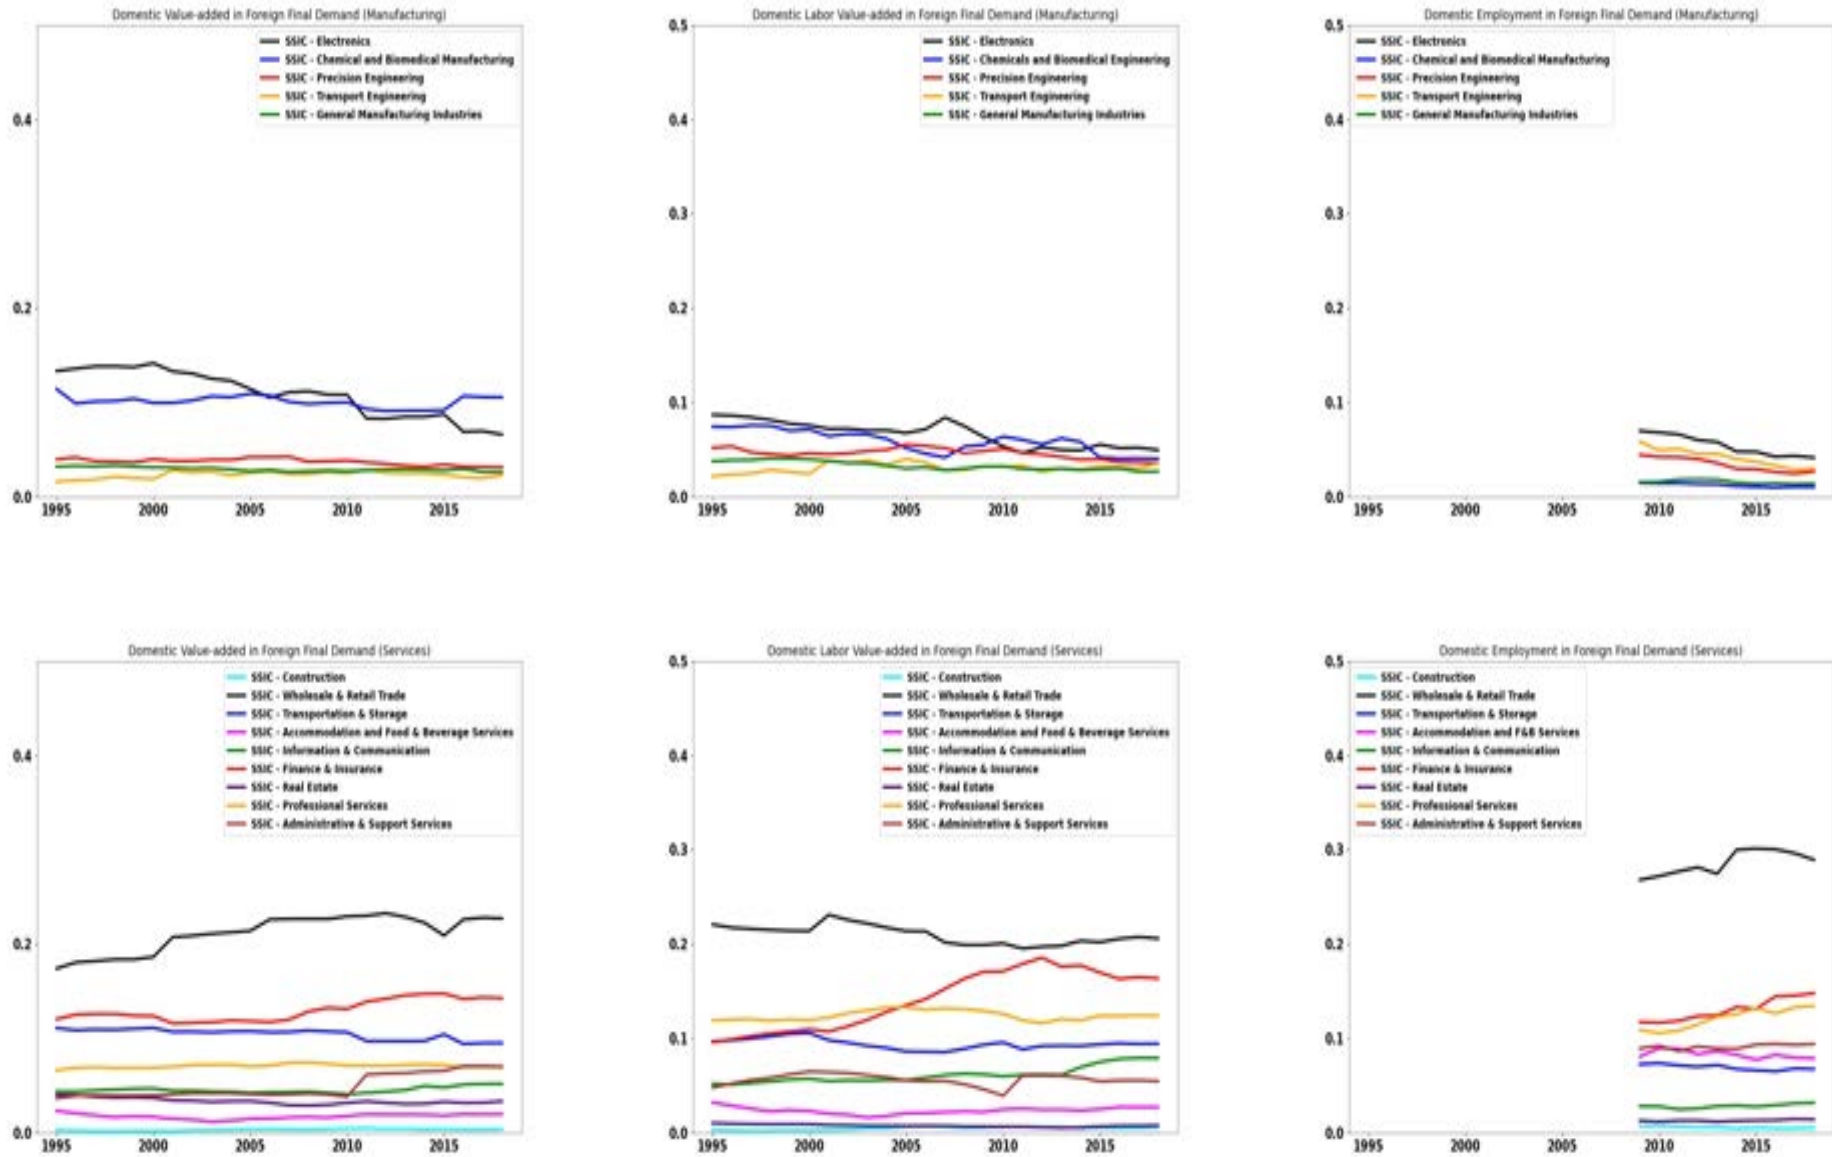 Domestic Value-added in Foreign Final Demand (Manufacturing)
SSIC - Electronics
SSIC - Chemical and Biomedical Manufacturing
SSIC - Precision Engineering
SSIC - Transport Engineering
SSIC - General Manufacturing Industries
0.4
0.2
0.0
1995 2000 2005 2010 2015
Domestic Labor Value-added in Foreign Final Demand (Manufacturing)
0.5
SSIC - Electronics
SSIC - Chemicals and Biomedical Engineering
SSIC - Precision Engineering
SSIC - Transport Engineering
SSIC - General Manufacturing Industries
0.4
0.3
0.2
0.1
0.0
1995 2000 2005 2010 2015
Domestic Employment in Foreign Final Demand (Manufacturing)
0.5
SSIC - Electronics
SSIC - Chemical and Biomedical Manufacturing
SSIC - Precision Engineering
SSIC - Transport Engineering
SSIC - General Manufacturing Industries
0.4
0.3
0.2
0.1
0.0
1995 2000 2005 2010 2015
Domestic Value-added in Foreign Final Demand (Services)
SSIC - Construction
SSIC - Wholesale & Retail Trade
SSIC - Transportation & Storage
SSIC - Accommodation and Food & Beverage Services
SSIC - Information & Communication
SSIC - Finance & Insurance
SSIC - Real Estate
SSIC - Professional Services
SSIC - Administrative & Support Services
0.4
0.2
0.0
1995 2000 2005 2010 2015
Domestic Labor Value-added in Foreign Final Demand (Services)
0.5
SSIC - Construction
SSIC - Wholesale & Retail Trade
SSIC - Transportation & Storage
SSIC - Accommodation and Food & Beverage Services
SSIC - Information & Communication
SSIC - Finance & Insurance
SSIC - Real Estate
SSIC - Professional Services
SSIC - Administrative & Support Services
0.4
0.3
0.2
0.1
0.0
1995 2000 2005 2010 2015
Domestic Employment in Foreign Final Demand (Services)
0.5
SSIC - Construction
SSIC - Wholesale & Retail Trade
SSIC - Transportation & Storage
SSIC - Accommodation and F&B Services
SSIC - Information & Communication
SSIC - Finance & Insurance
SSIC - Real Estate
SSIC - Professional Services
SSIC - Administrative & Support Services
0.4
0.3
0.2
0.1
0.0
1995 2000 2005 2010 2015